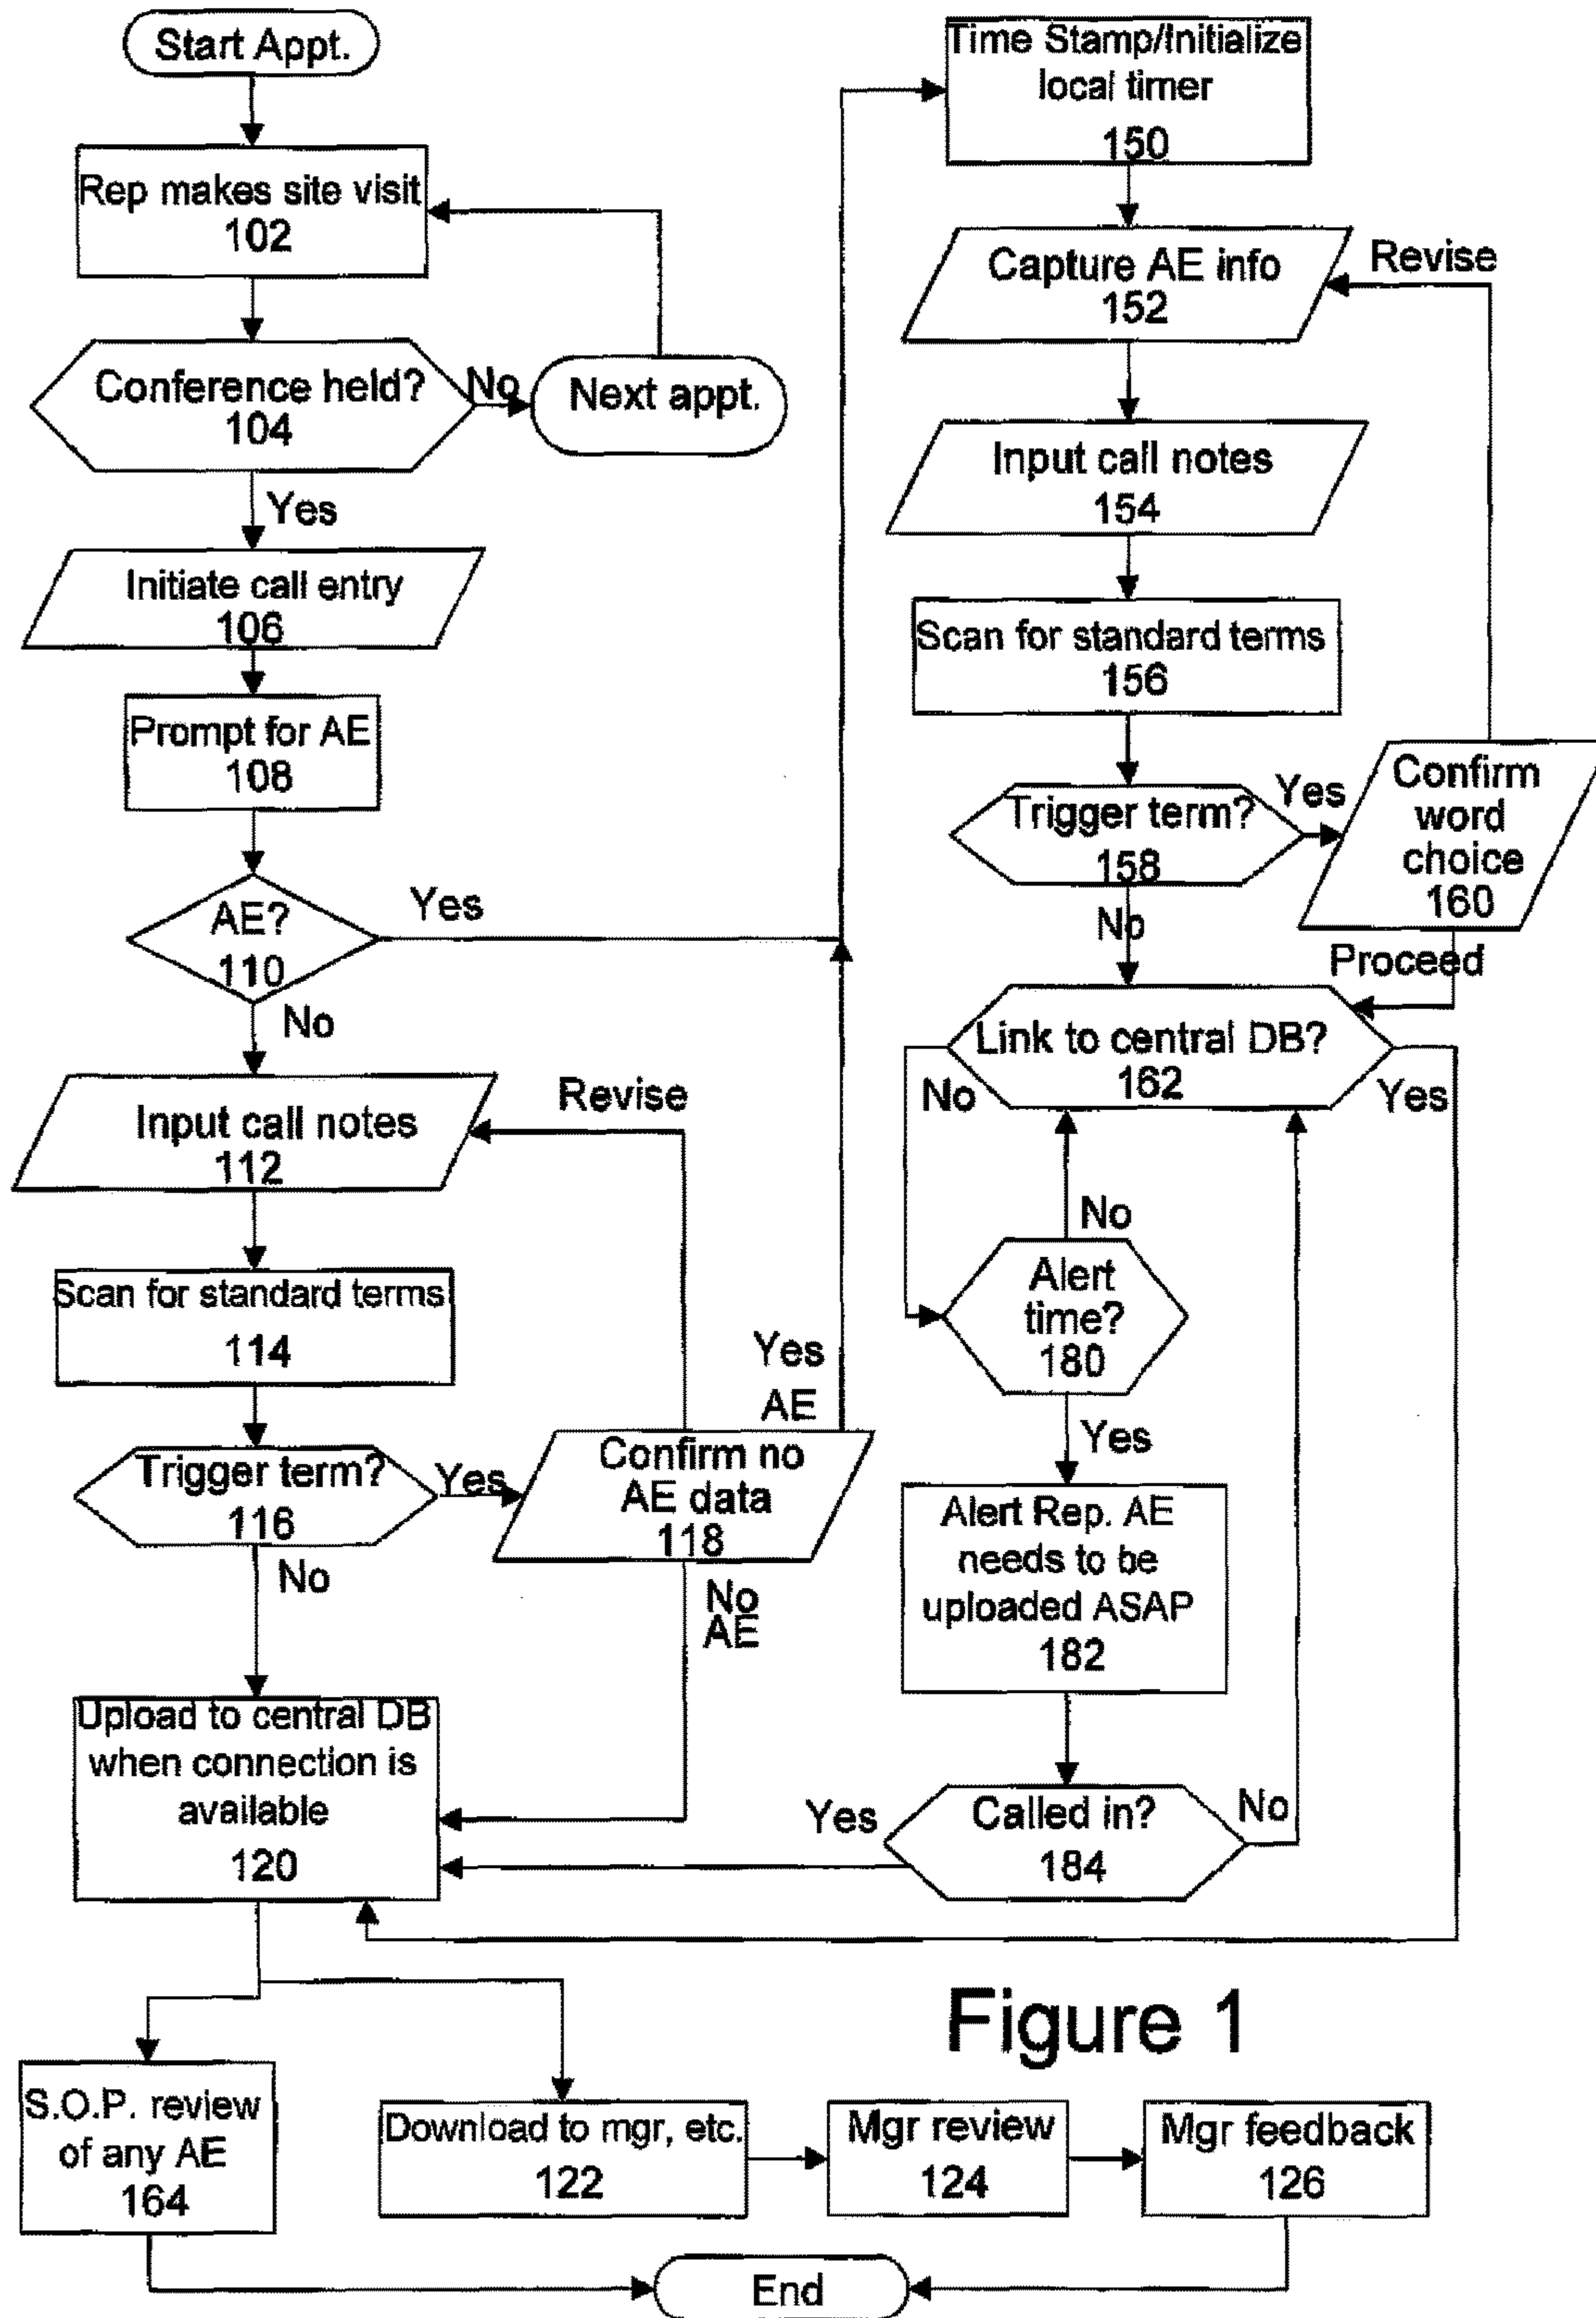 Start Appt.
Rep makes site visit
102
Conference held?
104
No
Next appt.
Yes
Initiate call entry
106
Prompt for AE
108
AE?
110
Yes
No
Input call notes
112
Revise
Scan for standard terms
114
Trigger term?
116
Yes
No
Confirm no
AE data
118
Yes
AE
No
AE
Upload to central DB
when connection is
available
120
Time Stamp/Initialize
local timer
150
Capture AE info
152
Revise
Input call notes
154
Scan for standard terms
156
Trigger term?
158
Yes
No
Confirm
word
choice
160
Proceed
Link to central DB?
162
No
Yes
No
Alert
time?
180
Yes
Alert Rep. AE
needs to be
uploaded ASAP
182
Called in?
184
Yes
No
Figure 1
S.O.P. review
of any AE
164
Download to mgr, etc.
122
Mgr review
124
Mgr feedback
126
End